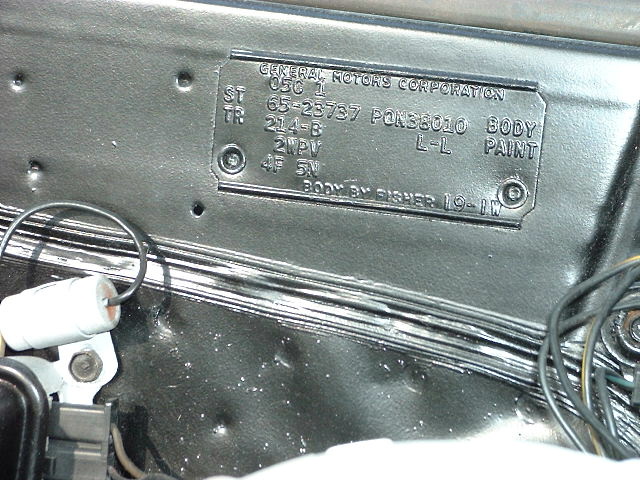 GENERAL MOTORS CORPORATION
05C 1
ST 65-23737 PON38010 BODY
TR 214-B L-L PAINT
2WPV
4F 5N
BODY BY FISHER 19-1W